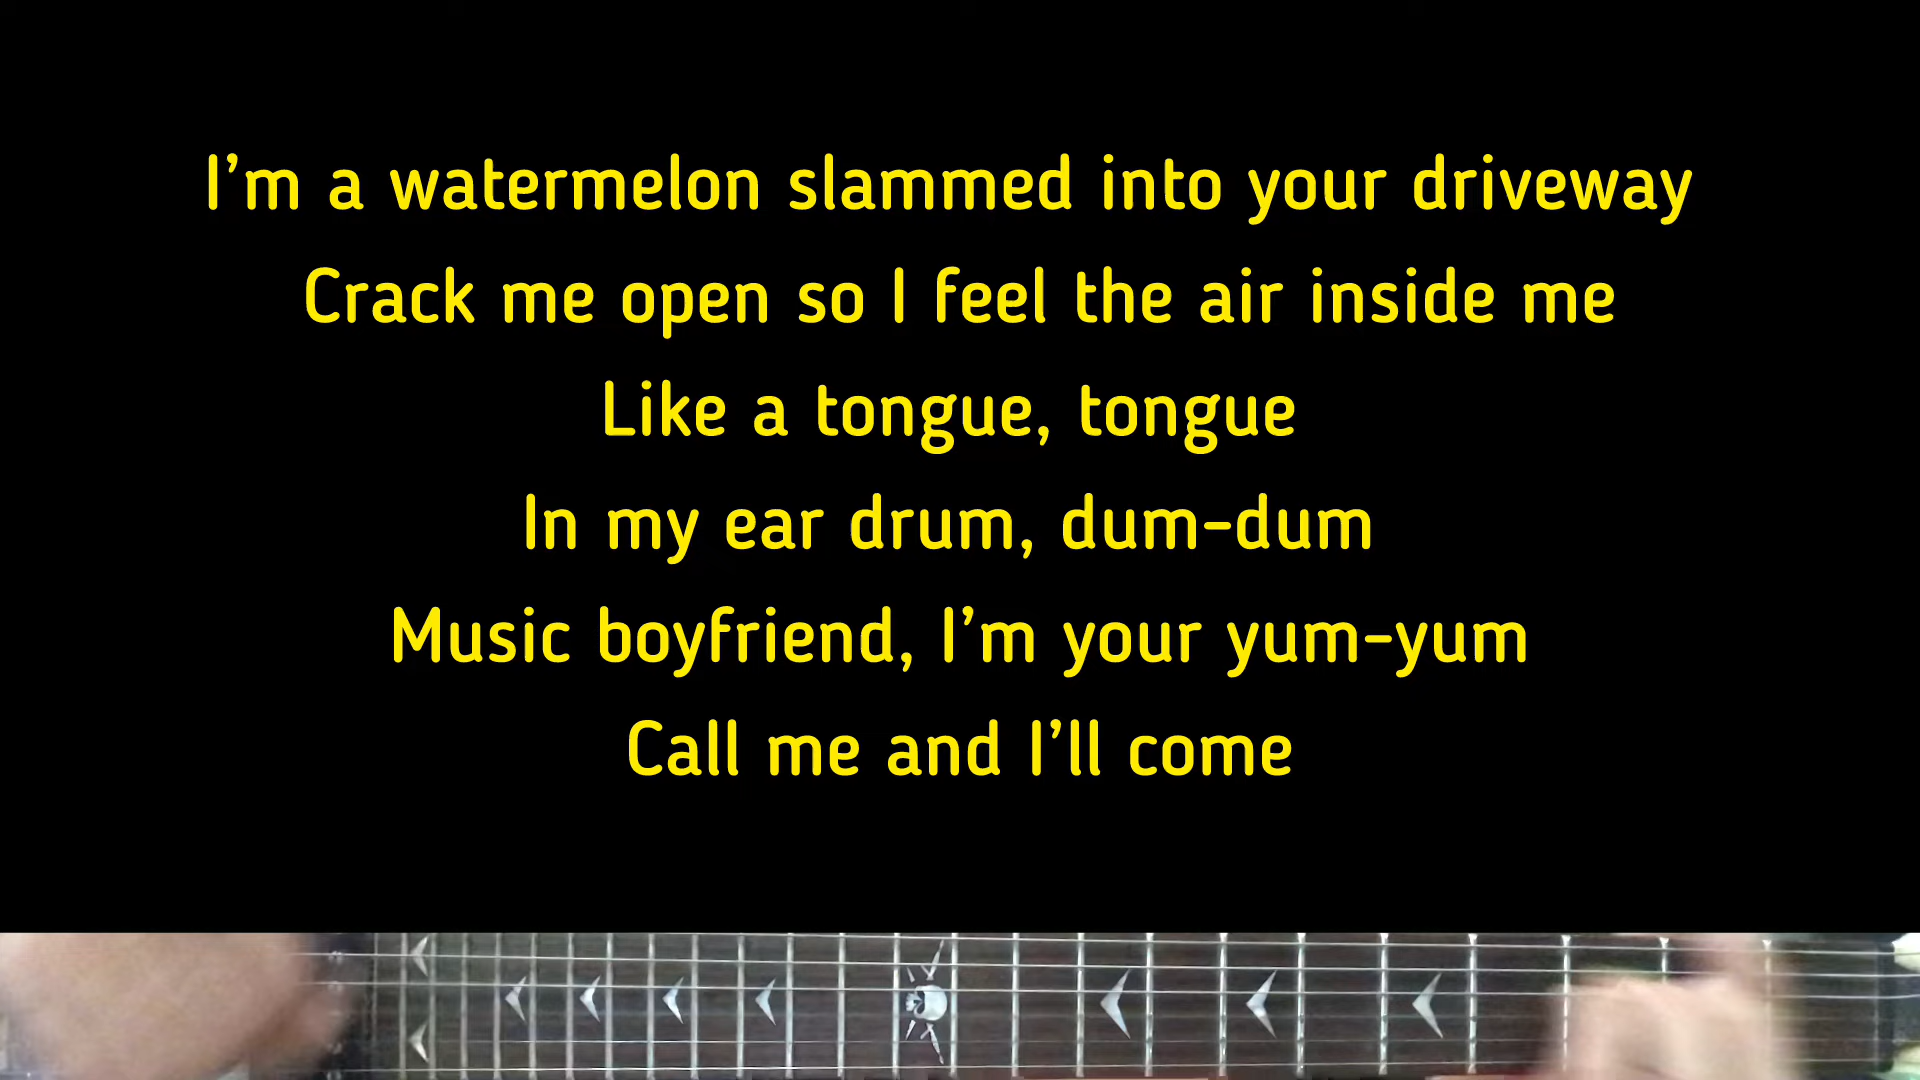 I’m a watermelon slammed into your driveway
Crack me open so I feel the air inside me
Like a tongue, tongue
In my ear drum, dum-dum
Music boyfriend, I’m your yum-yum
Call me and I’ll come